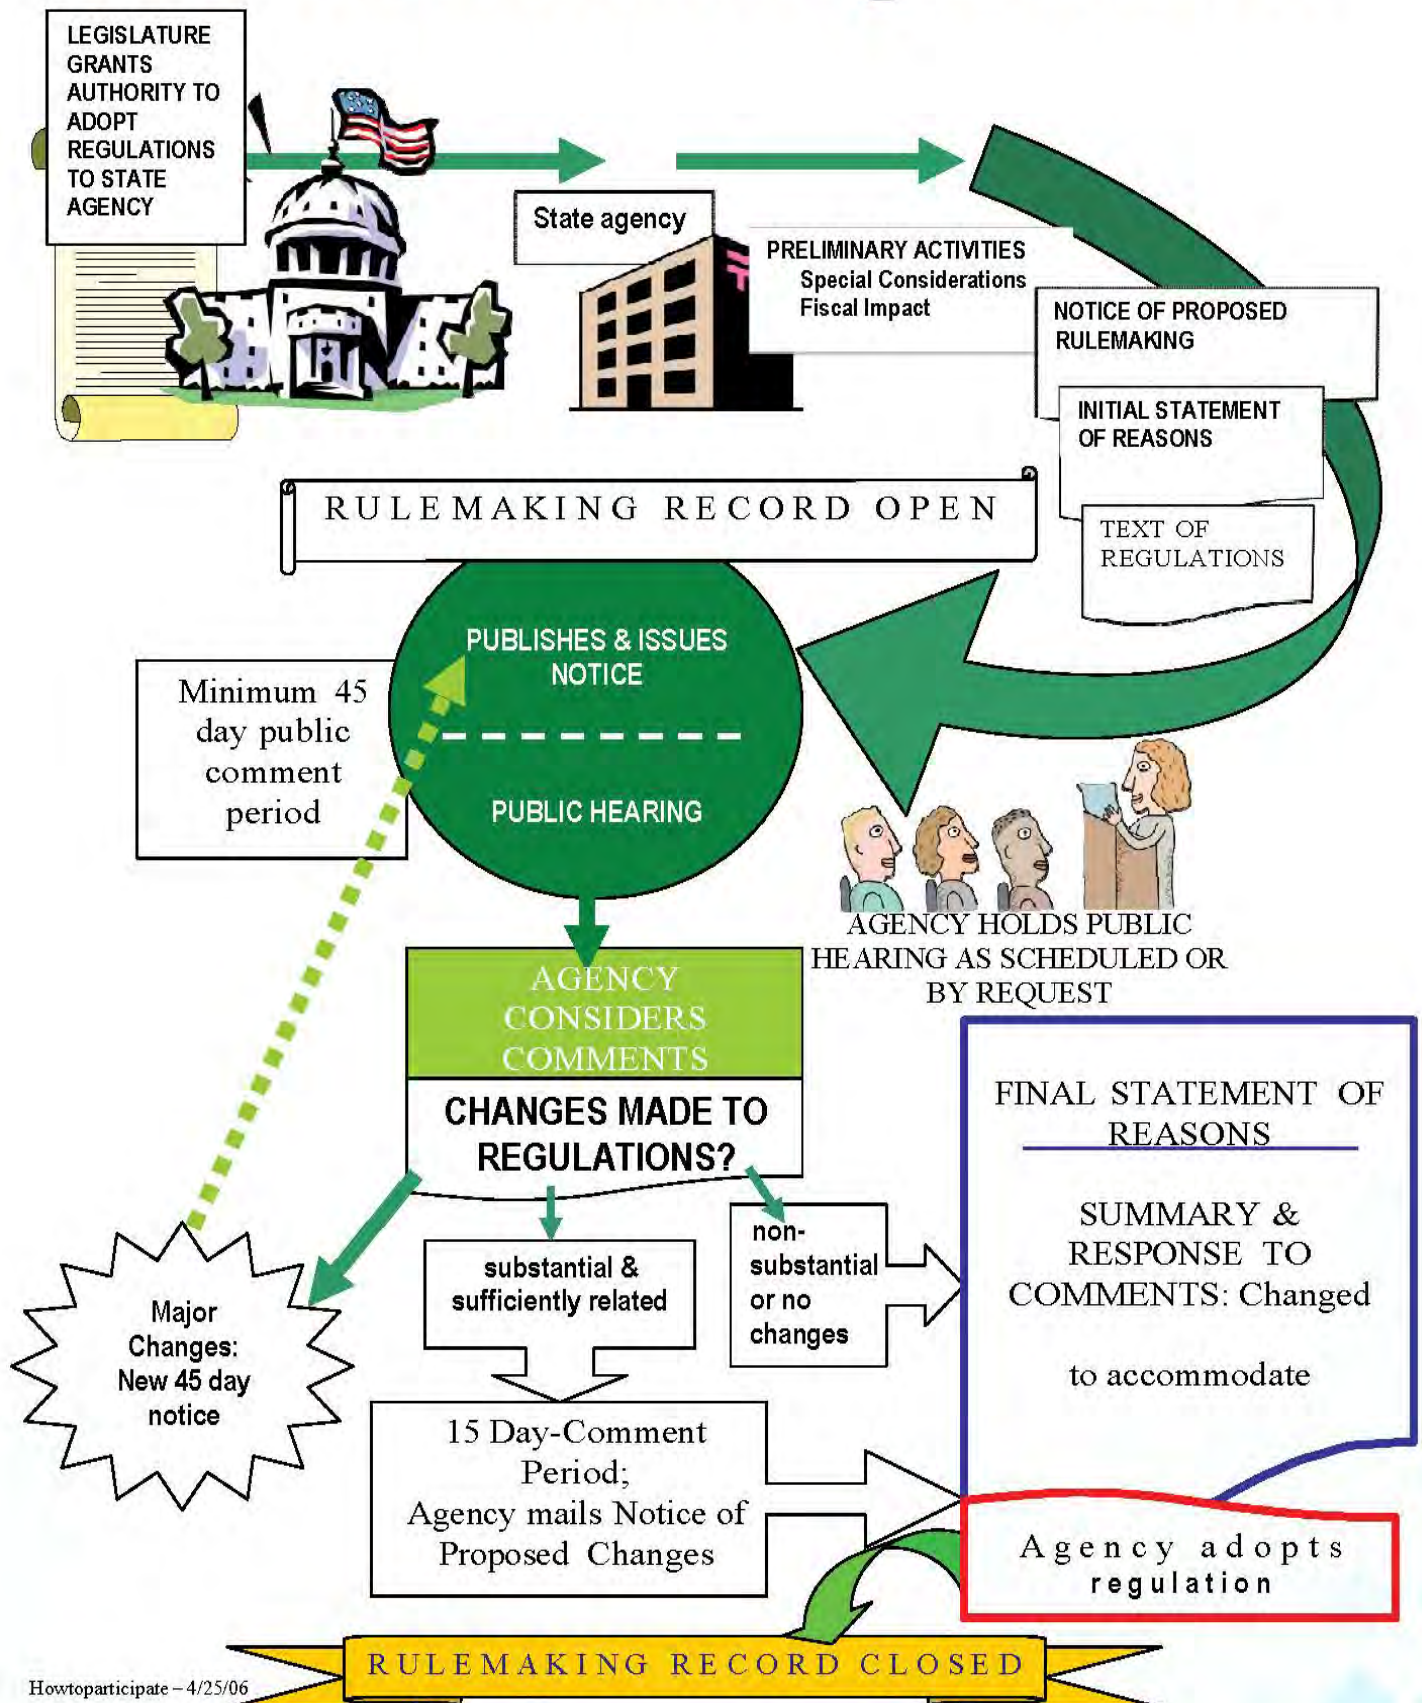 LEGISLATURE
GRANTS
AUTHORITY TO
ADOPT
REGULATIONS
TO STATE
AGENCY
State agency
PRELIMINARY ACTIVITIES
Special Considerations
Fiscal Impact
NOTICE OF PROPOSED
RULEMAKING
INITIAL STATEMENT
OF REASONS
TEXT OF
REGULATIONS
RULEMAKING RECORD OPEN
PUBLISHES & ISSUES
NOTICE
PUBLIC HEARING
Minimum 45
day public
comment
period
AGENCY HOLDS PUBLIC
HEARING AS SCHEDULED OR
BY REQUEST
AGENCY
CONSIDERS
COMMENTS
CHANGES MADE TO
REGULATIONS?
Major
Changes:
New 45 day
notice
substantial &
sufficiently related
non-
substantial
or no
changes
15 Day-Comment
Period;
Agency mails Notice of
Proposed Changes
FINAL STATEMENT OF
REASONS
SUMMARY &
RESPONSE TO
COMMENTS: Changed
to accommodate
Agency adopts
regulation
RULEMAKING RECORD CLOSED
Howtoparticipate – 4/25/06